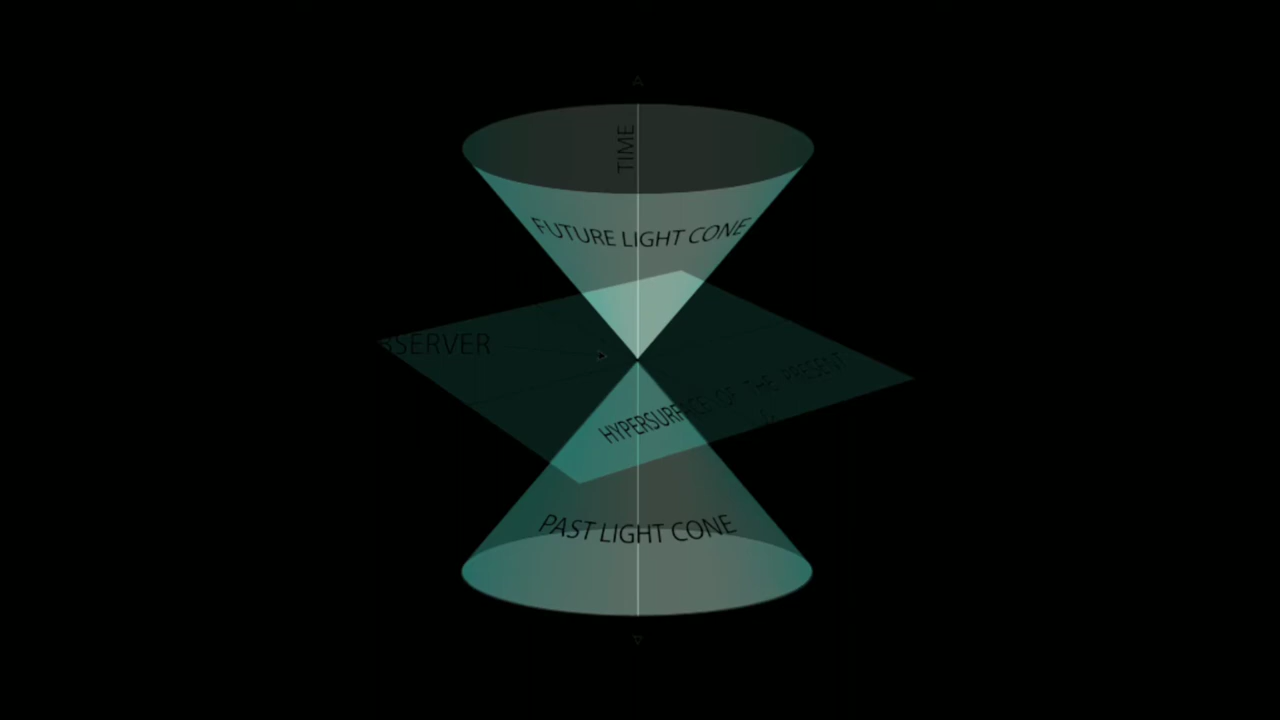 TIME
FUTURE LIGHT CONE
SERVER
HYPERSURFACE OF THE PRESENT
PAST LIGHT CONE